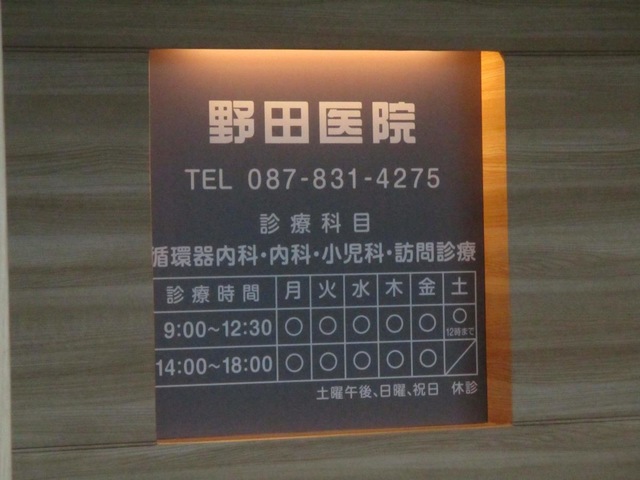 野田医院
TEL 087-831-4275
診療科目
循環器内科・内科・小児科・訪問診療
診療時間 月 火 水 木 金 土
9:00~12:30 ○ ○ ○ ○ ○ ○ 12時まで
14:00~18:00 ○ ○ ○ ○ ○ /
土曜午後、日曜、祝日 休診